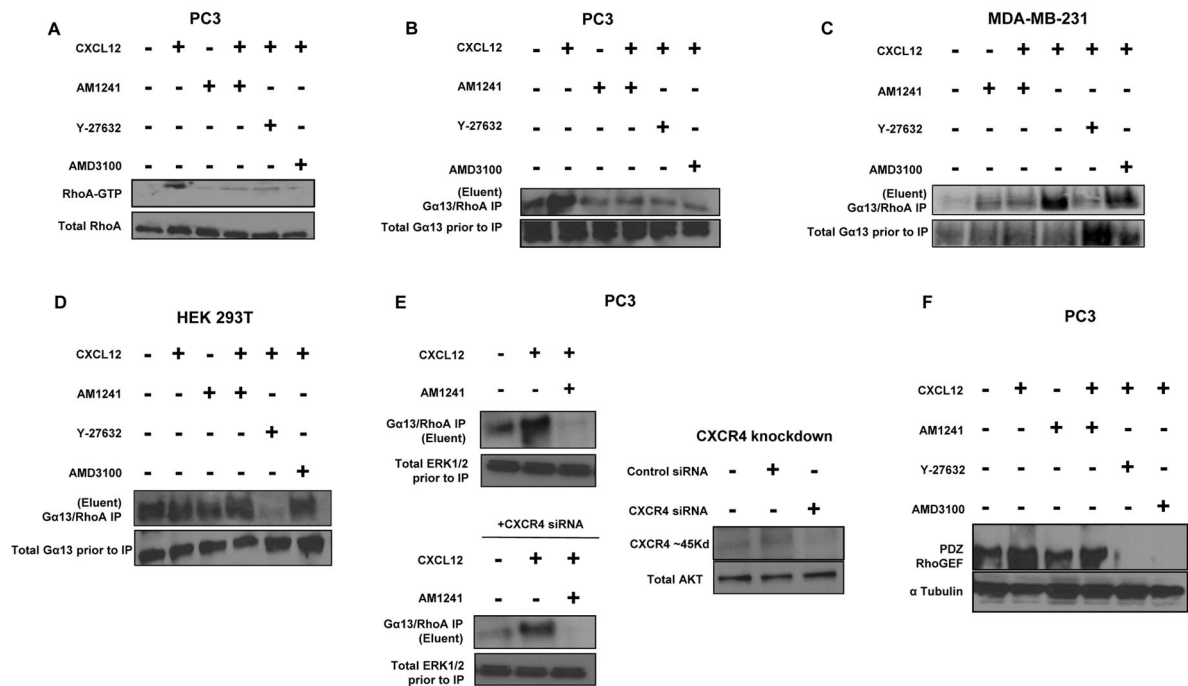 A
PC3
CXCL12 - + - + + +
AM1241 - - + + - -
Y-27632 - - - - + -
AMD3100 - - - - - +
RhoA-GTP
Total RhoA
B
PC3
CXCL12 - + - + + +
AM1241 - - + + - -
Y-27632 - - - - + -
AMD3100 - - - - - +
(Eluent)
Gα13/RhoA IP
Total Gα13 prior to IP
C
MDA-MB-231
CXCL12 - - + + + +
AM1241 - + + - - -
Y-27632 - - - - + -
AMD3100 - - - - - +
(Eluent)
Gα13/RhoA IP
Total Gα13 prior to IP
D
HEK 293T
CXCL12 - + - + + +
AM1241 - - + + - -
Y-27632 - - - - + -
AMD3100 - - - - - +
(Eluent)
Gα13/RhoA IP
Total Gα13 prior to IP
E
PC3
CXCL12 - + +
AM1241 - - +
Gα13/RhoA IP
(Eluent)
Total ERK1/2
prior to IP
+CXCR4 siRNA
CXCL12 - + +
AM1241 - - +
Gα13/RhoA IP
(Eluent)
Total ERK1/2
prior to IP
CXCR4 knockdown
Control siRNA - + -
CXCR4 siRNA - - +
CXCR4 ~45Kd
Total AKT
F
PC3
CXCL12 - + - + + +
AM1241 - - + + - -
Y-27632 - - - - + -
AMD3100 - - - - - +
PDZ
RhoGEF
α Tubulin